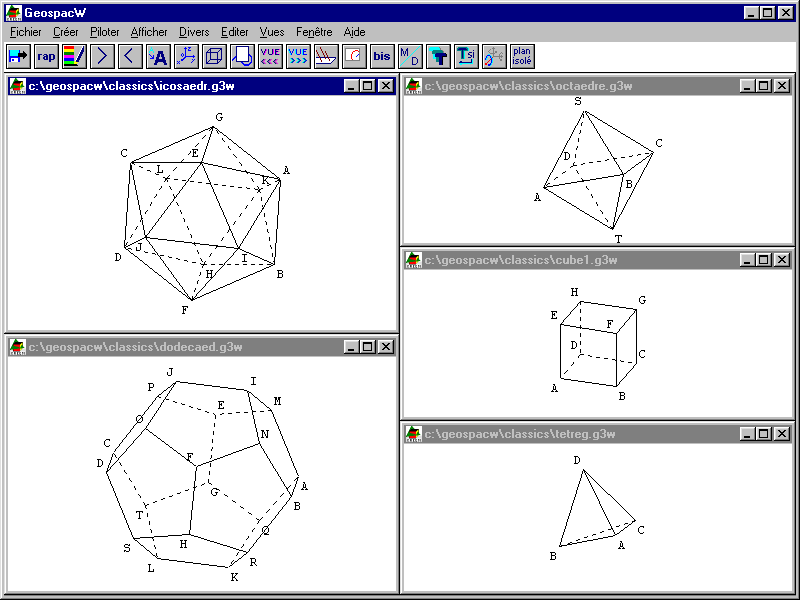 GeospacW
Fichier Créer Piloter Afficher Divers Editer Vues Fenêtre Aide
rap A VUE <<< VUE >>> bis M D T Tsi ? plan isolé
c:\geospacw\classics\icosaedr.g3w
G
C E
L K A
D J H I B
F
c:\geospacw\classics\octaedre.g3w
S
C
D
A B
T
c:\geospacw\classics\cube1.g3w
H G
E F
D C
A B
c:\geospacw\classics\dodecaed.g3w
J I
P E M
O N
C
D F
G A
T B
Q
S H R
L K
c:\geospacw\classics\tetreg.g3w
D
C
B A